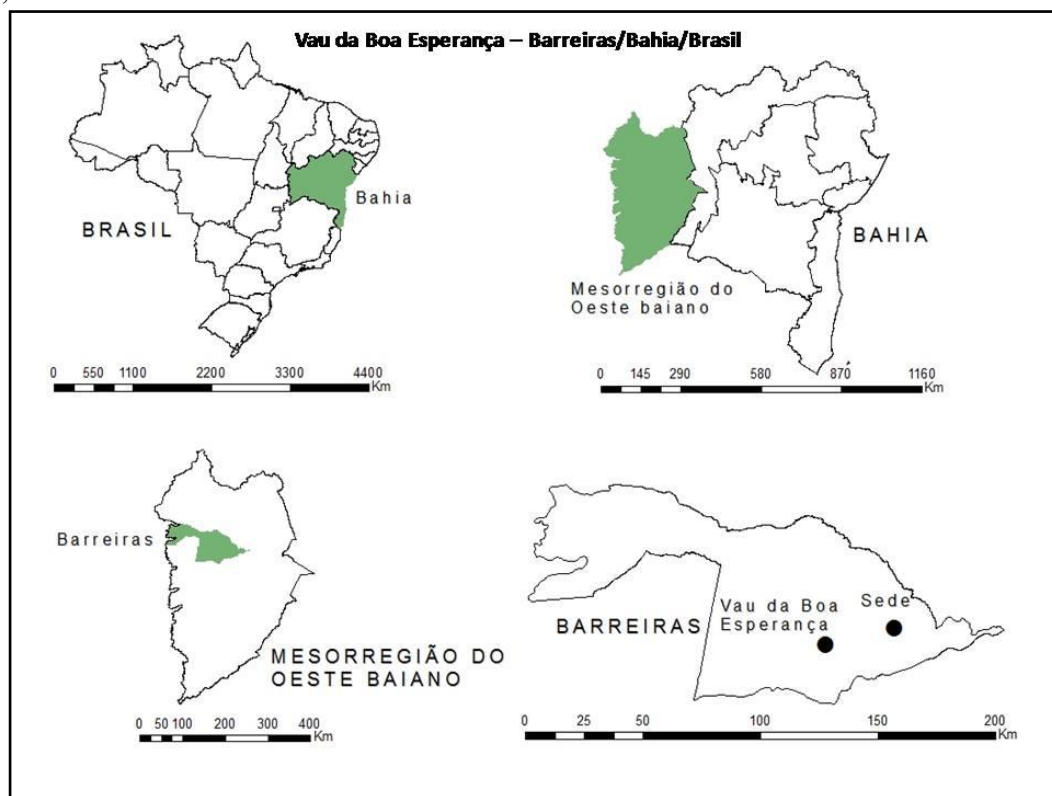 Vau da Boa Esperança – Barreiras/Bahia/Brasil
BRASIL
Bahia
0 550 1100 2200 3300 4400
Km
BAHIA
Mesorregião do
Oeste baiano
0 145 290 580 870 1160
Km
Barreiras
MESORREGIÃO DO
OESTE BAIANO
0 50 100 200 300 400
Km
BARREIRAS
Vau da Boa
Esperança
Sede
0 25 50 100 150 200
Km